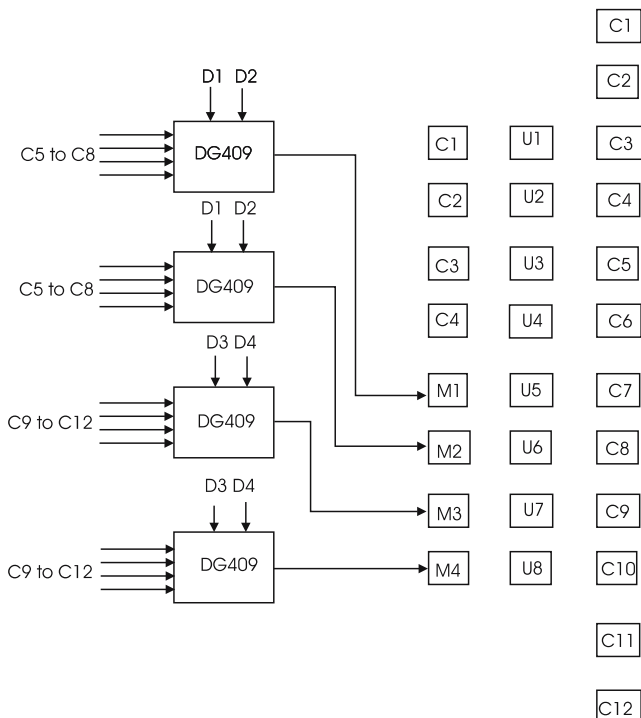 C1
C2
D1 D2
C5 to C8
DG409
C1 U1 C3
C2 U2 C4
D1 D2
C5 to C8
DG409
C3 U3 C5
C4 U4 C6
D3 D4
C9 to C12
DG409
M1 U5 C7
M2 U6 C8
D3 D4
C9 to C12
DG409
M3 U7 C9
M4 U8 C10
C11
C12